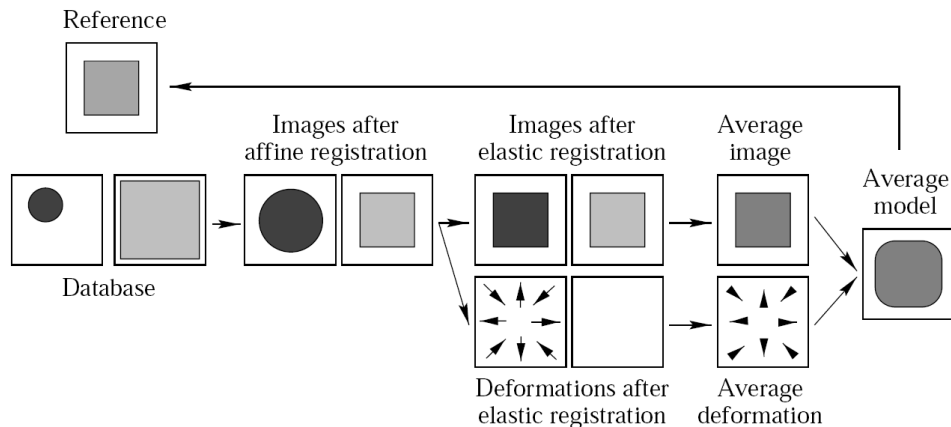 Reference
Images after
affine registration
Images after
elastic registration
Average
image
Average
model
Database
Deformations after
elastic registration
Average
deformation